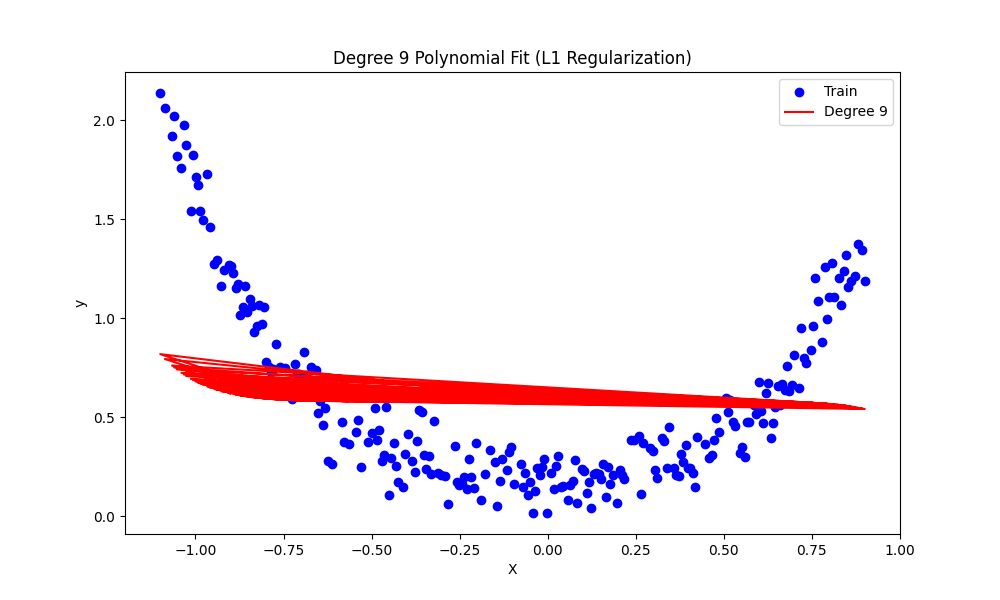 Degree 9 Polynomial Fit (L1 Regularization)
Train
Degree 9
2.0
1.5
1.0
0.5
0.0
y
−1.00 −0.75 −0.50 −0.25 0.00 0.25 0.50 0.75 1.00
X